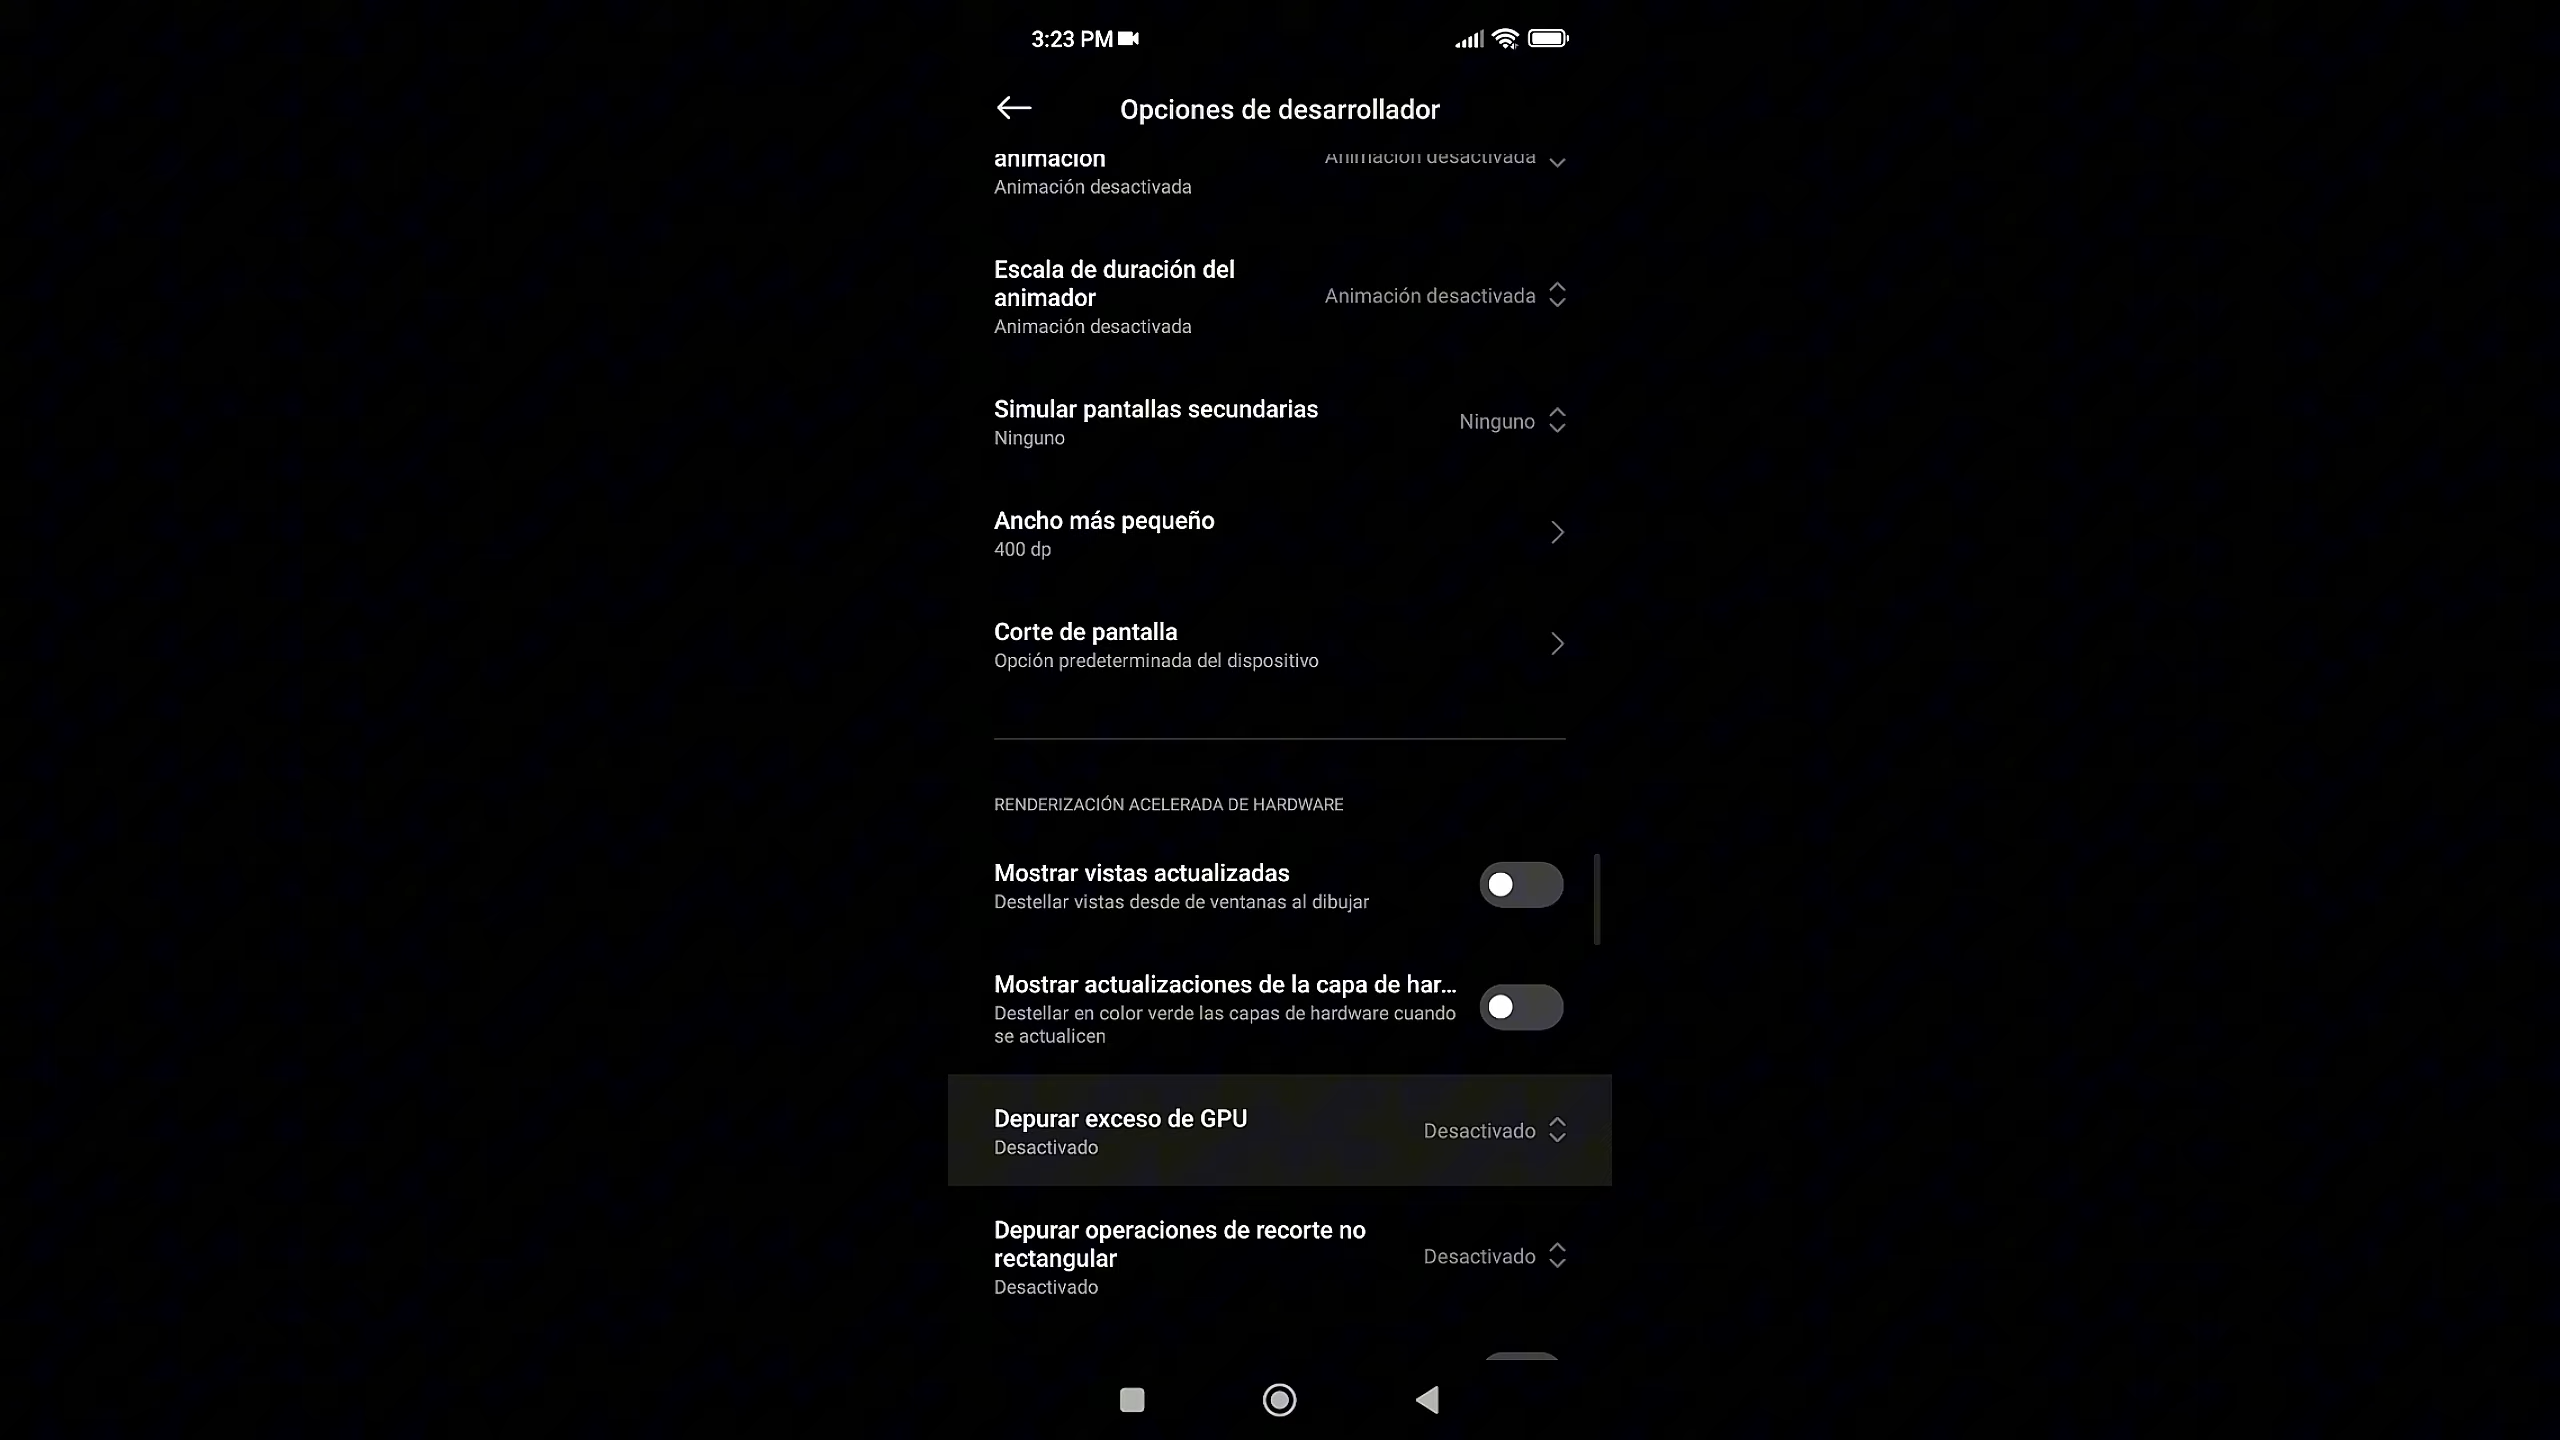 3:23 PM
Opciones de desarrollador
animación
Animación desactivada
Animación desactivada
Escala de duración del
animador
Animación desactivada
Animación desactivada
Simular pantallas secundarias
Ninguno
Ninguno
Ancho más pequeño
400 dp
Corte de pantalla
Opción predeterminada del dispositivo
RENDERIZACIÓN ACELERADA DE HARDWARE
Mostrar vistas actualizadas
Destellar vistas desde de ventanas al dibujar
Mostrar actualizaciones de la capa de har...
Destellar en color verde las capas de hardware cuando
se actualicen
Depurar exceso de GPU
Desactivado
Desactivado
Depurar operaciones de recorte no
rectangular
Desactivado
Desactivado